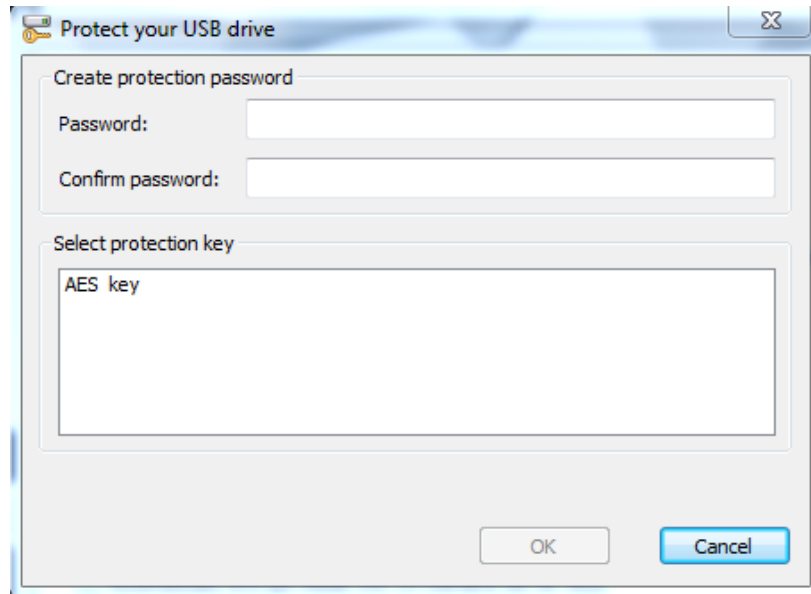 Protect your USB drive
Create protection password
Password:
Confirm password:
Select protection key
AES key
OK
Cancel